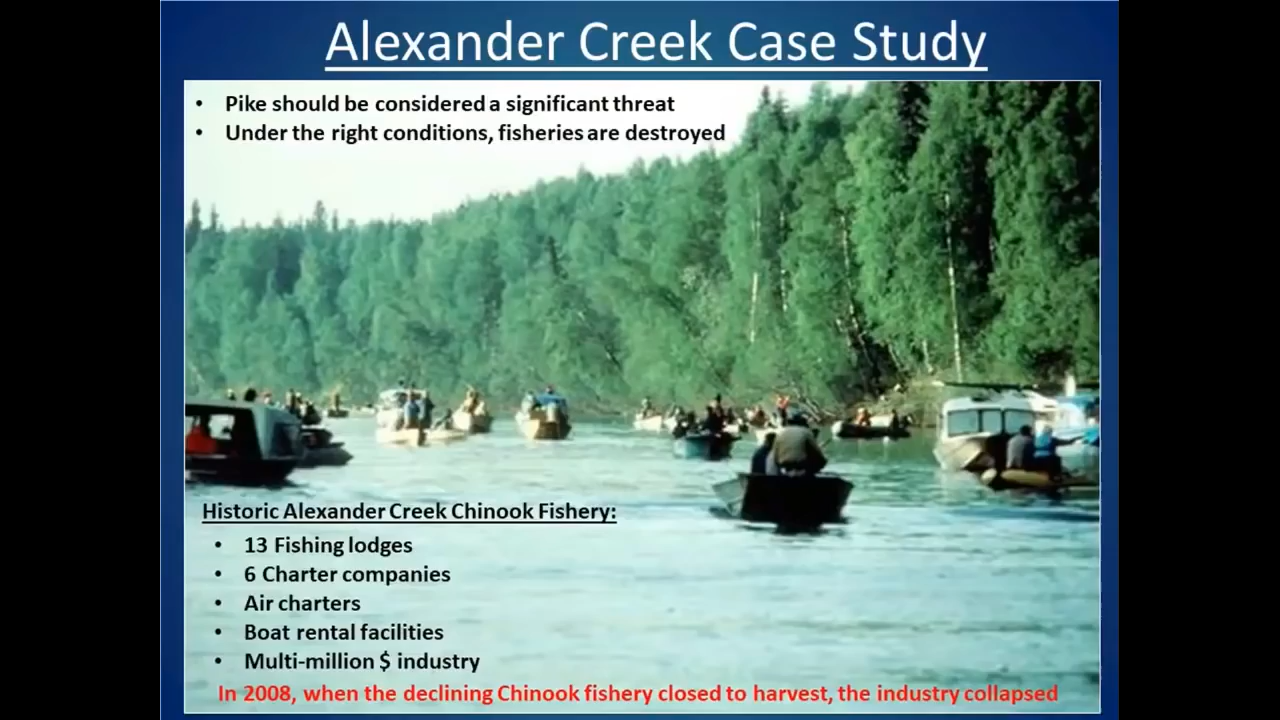 Alexander Creek Case Study
• Pike should be considered a significant threat
• Under the right conditions, fisheries are destroyed
Historic Alexander Creek Chinook Fishery:
• 13 Fishing lodges
• 6 Charter companies
• Air charters
• Boat rental facilities
• Multi-million $ industry
In 2008, when the declining Chinook fishery closed to harvest, the industry collapsed